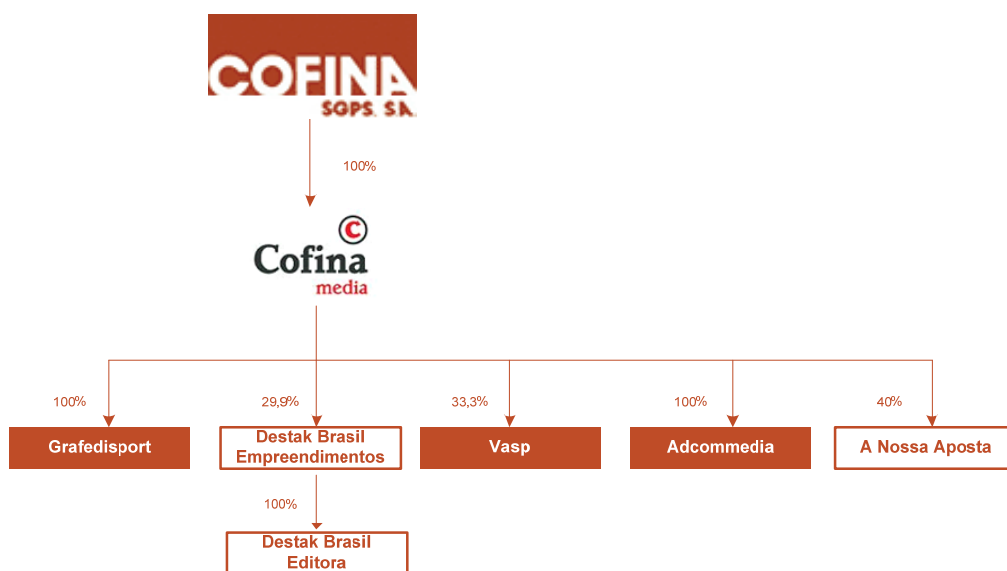 COFINA
SGPS, SA.
100%
C
Cofina
media
100%
29,9%
33,3%
100%
40%
Grafedisport
Destak Brasil
Empreendimentos
Vasp
Adcommedia
A Nossa Aposta
100%
Destak Brasil
Editora